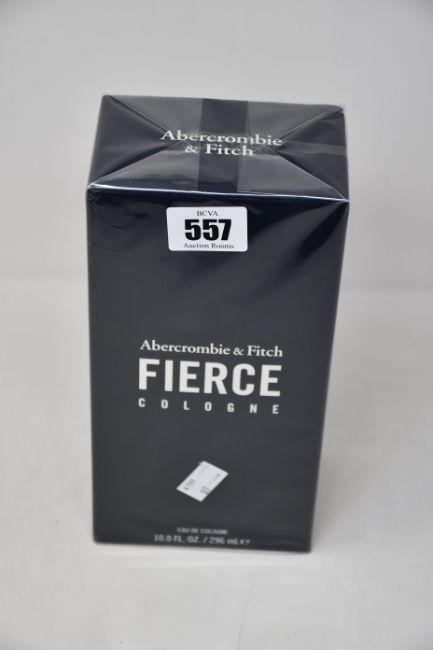 Abercrombie
& Fitch
BCVA
557
Auction Rooms
Abercrombie & Fitch
FIERCE
COLOGNE
EAU DE COLOGNE
10.0 FL. OZ. / 296 mL℮